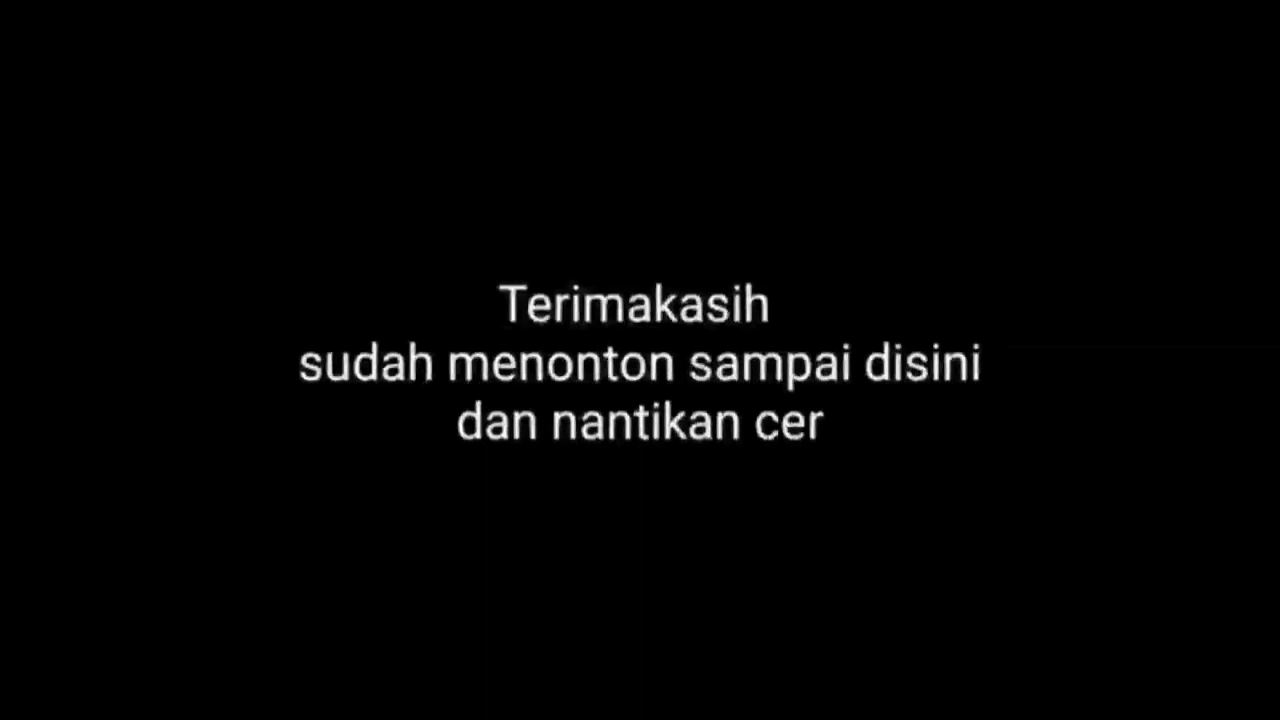 Terimakasih
sudah menonton sampai disini
dan nantikan cer